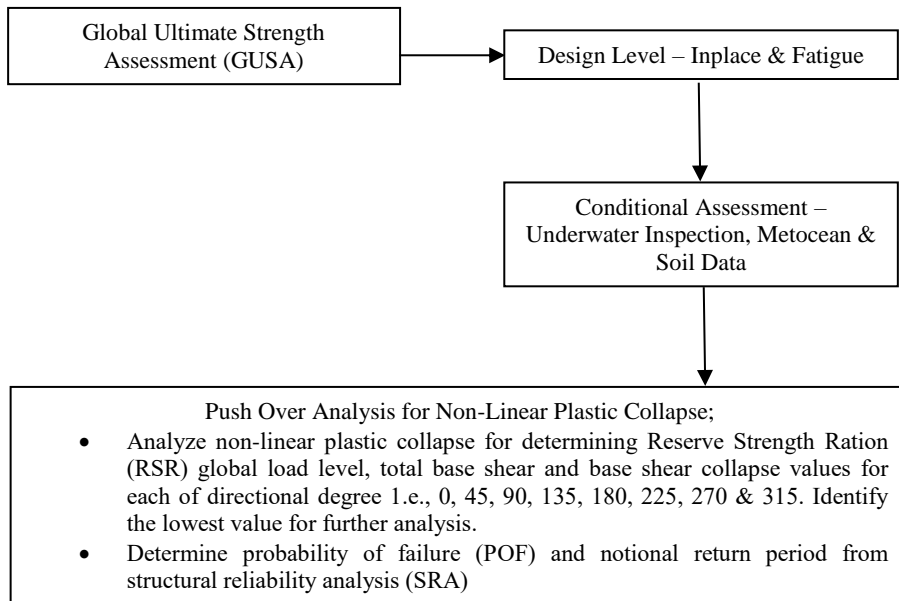 Global Ultimate Strength
Assessment (GUSA)
Design Level – Inplace & Fatigue
Conditional Assessment –
Underwater Inspection, Metocean &
Soil Data
Push Over Analysis for Non-Linear Plastic Collapse;
• Analyze non-linear plastic collapse for determining Reserve Strength Ration
(RSR) global load level, total base shear and base shear collapse values for
each of directional degree 1.e., 0, 45, 90, 135, 180, 225, 270 & 315. Identify
the lowest value for further analysis.
• Determine probability of failure (POF) and notional return period from
structural reliability analysis (SRA)